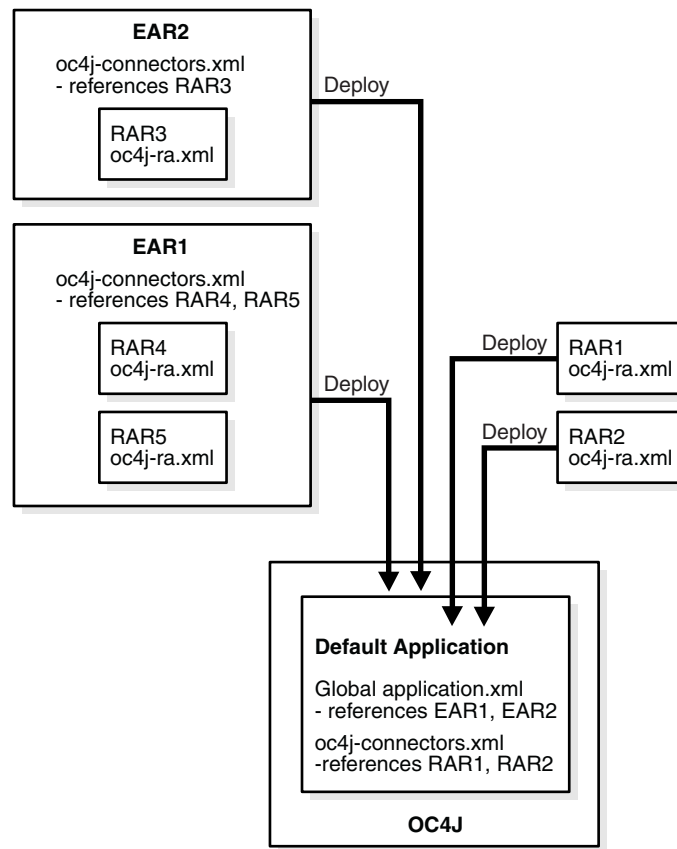 EAR2
oc4j-connectors.xml
- references RAR3
RAR3
oc4j-ra.xml
Deploy
EAR1
oc4j-connectors.xml
- references RAR4, RAR5
RAR4
oc4j-ra.xml
RAR5
oc4j-ra.xml
Deploy
Deploy
RAR1
oc4j-ra.xml
Deploy
RAR2
oc4j-ra.xml
Default Application
Global application.xml
- references EAR1, EAR2
oc4j-connectors.xml
-references RAR1, RAR2
OC4J